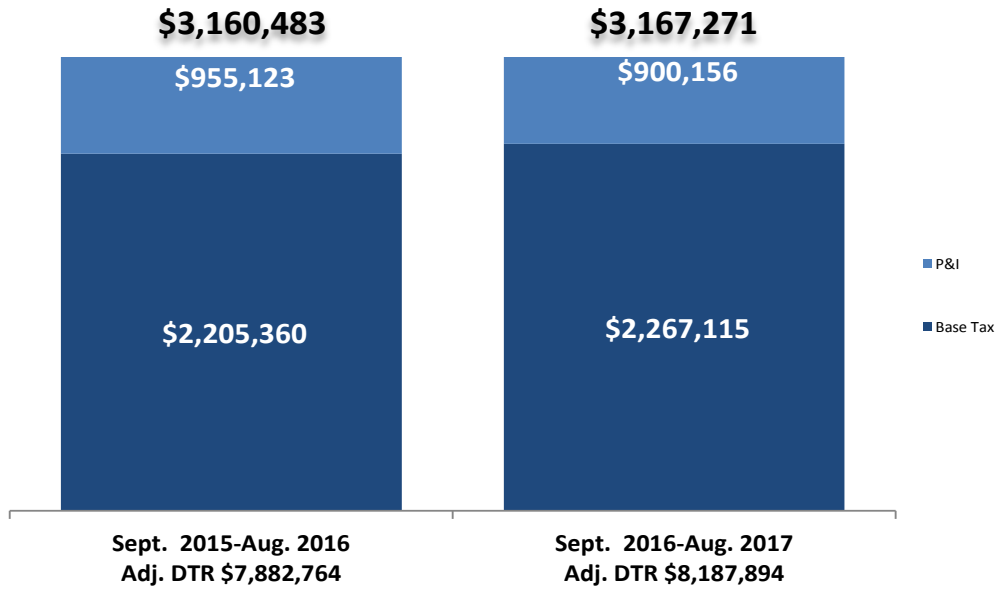 $3,160,483
$3,167,271
$955,123
$900,156
P&I
$2,205,360
$2,267,115
Base Tax
Sept. 2015-Aug. 2016
Adj. DTR $7,882,764
Sept. 2016-Aug. 2017
Adj. DTR $8,187,894